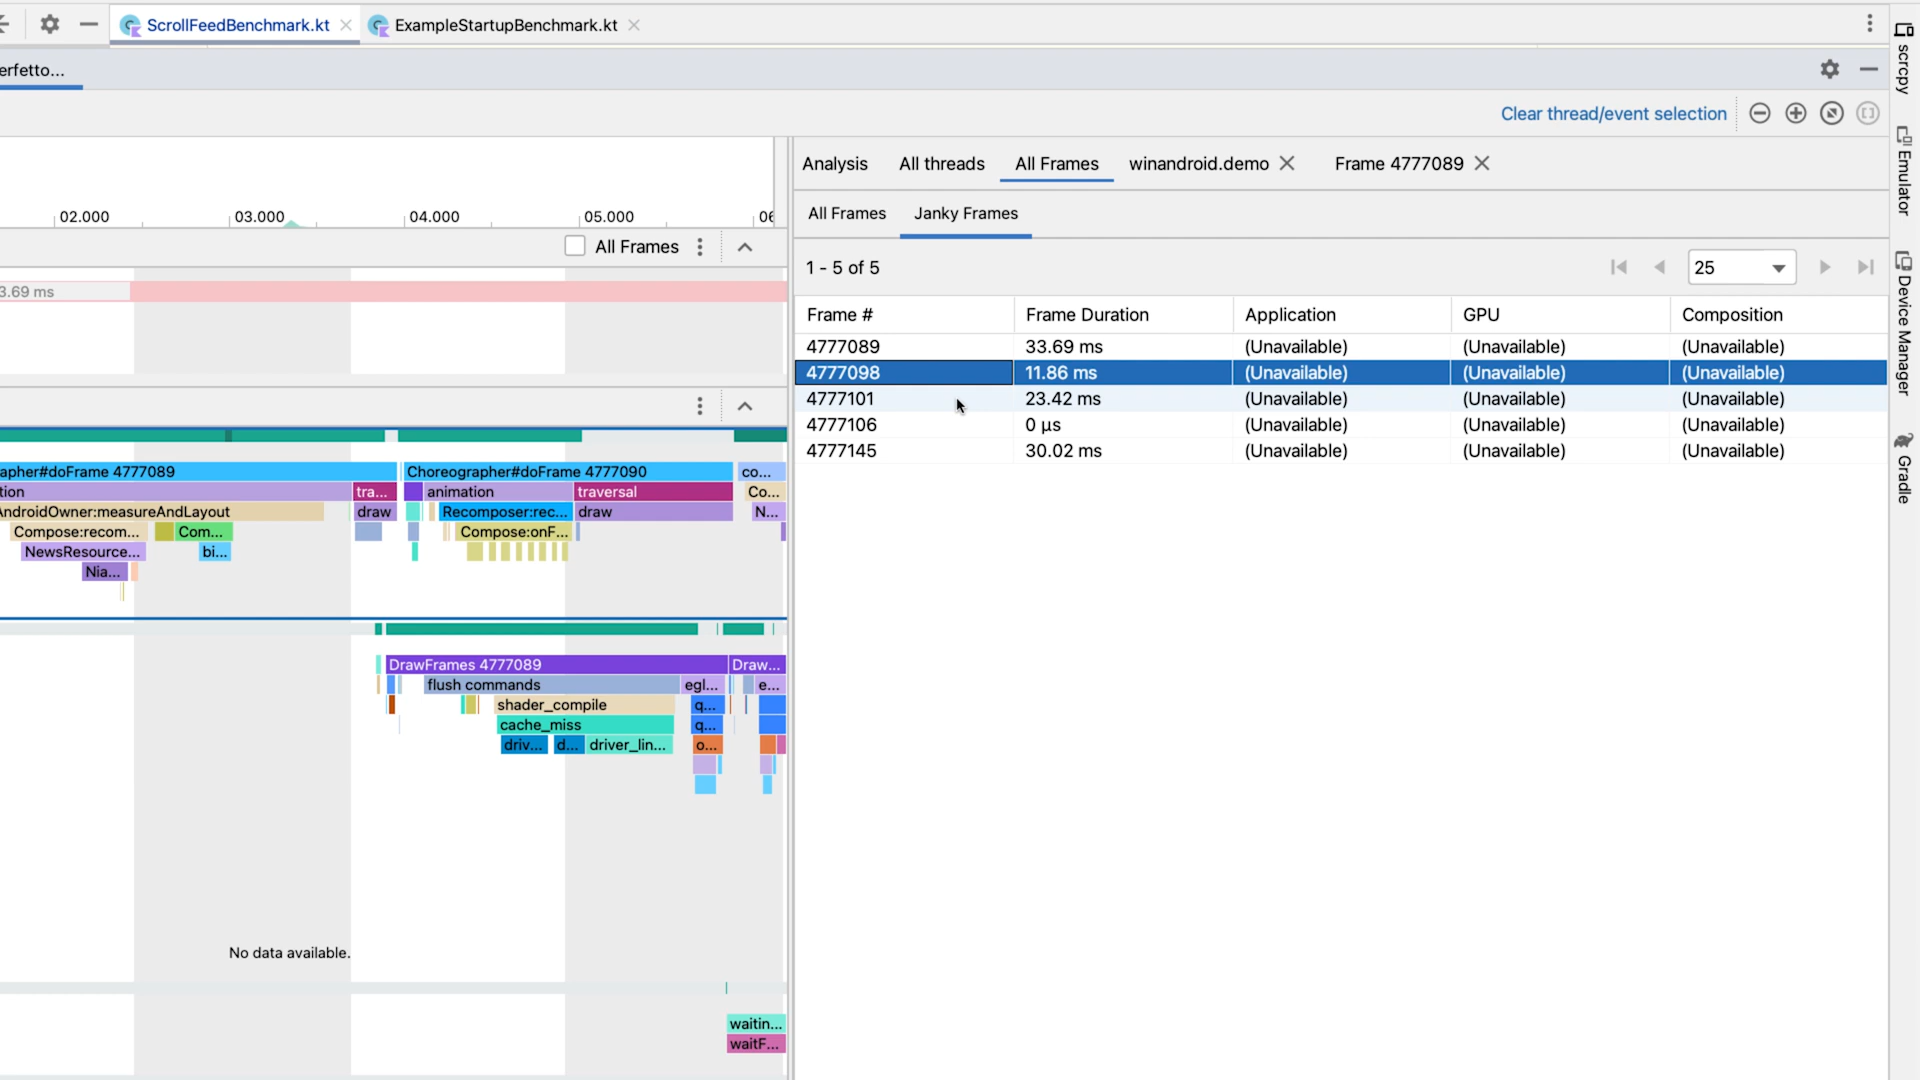 ScrollFeedBenchmark.kt
ExampleStartupBenchmark.kt
erfetto...
Clear thread/event selection
Analysis
All threads
All Frames
winandroid.demo
Frame 4777089
02.000
03.000
04.000
05.000
06
All Frames
3.69 ms
All Frames
Janky Frames
1 - 5 of 5
25
Frame # Frame Duration Application GPU Composition
4777089 33.69 ms (Unavailable) (Unavailable) (Unavailable)
4777098 11.86 ms (Unavailable) (Unavailable) (Unavailable)
4777101 23.42 ms (Unavailable) (Unavailable) (Unavailable)
4777106 0 µs (Unavailable) (Unavailable) (Unavailable)
4777145 30.02 ms (Unavailable) (Unavailable) (Unavailable)
apher#doFrame 4777089
Choreographer#doFrame 4777090
co...
tion
tra...
animation
traversal
Co...
AndroidOwner:measureAndLayout
draw
Recomposer:rec...
draw
N...
Compose:recom...
Com...
Compose:onF...
NewsResource...
bi...
Nia...
DrawFrames 4777089
Draw...
flush commands
egl...
e...
shader_compile
q...
cache_miss
q...
driv...
d...
driver_lin...
o...
No data available.
waitin...
waitF...
scrcpy
Emulator
Device Manager
Gradle